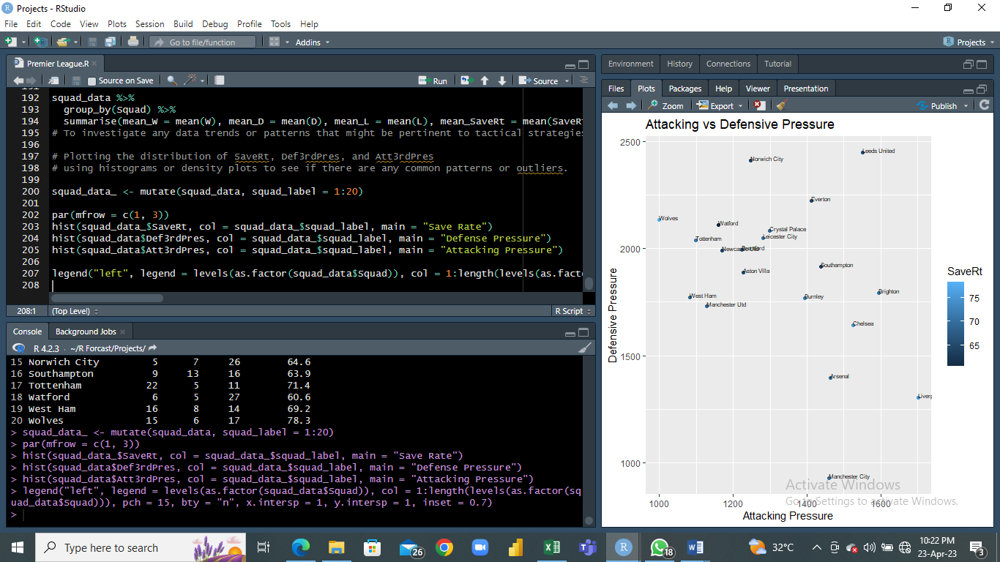 Projects - RStudio
File Edit Code View Plots Session Build Debug Profile Tools Help
Go to file/function Addins Projects
Premier League.R
Source on Save Run Source
192 squad_data %>%
193 group_by(Squad) %>%
194 summarise(mean_W = mean(W), mean_D = mean(D), mean_L = mean(L), mean_SaveRt = mean(SaveR
195 # To investigate any data trends or patterns that might be pertinent to tactical strategie
196
197 # Plotting the distribution of SaveRt, Def3rdPres, and Att3rdPres
198 # using histograms or density plots to see if there are any common patterns or outliers.
199
200 squad_data_ <- mutate(squad_data, squad_label = 1:20)
201
202 par(mfrow = c(1, 3))
203 hist(squad_data_$SaveRt, col = squad_data_$squad_label, main = "Save Rate")
204 hist(squad_data$Def3rdPres, col = squad_data_$squad_label, main = "Defense Pressure")
205 hist(squad_data$Att3rdPres, col = squad_data_$squad_label, main = "Attacking Pressure")
206
207 legend("left", legend = levels(as.factor(squad_data$Squad)), col = 1:length(levels(as.fact
208
208:1 (Top Level) R Script
Console Background Jobs
R 4.2.3 · ~/R Forcast/Projects/
15 Norwich City 5 7 26 64.6
16 Southampton 9 13 16 63.9
17 Tottenham 22 5 11 71.4
18 Watford 6 5 27 60.6
19 West Ham 16 8 14 69.2
20 Wolves 15 6 17 78.3
> squad_data_ <- mutate(squad_data, squad_label = 1:20)
> par(mfrow = c(1, 3))
> hist(squad_data_$SaveRt, col = squad_data_$squad_label, main = "Save Rate")
> hist(squad_data$Def3rdPres, col = squad_data_$squad_label, main = "Defense Pressure")
> hist(squad_data$Att3rdPres, col = squad_data_$squad_label, main = "Attacking Pressure")
> legend("left", legend = levels(as.factor(squad_data$Squad)), col = 1:length(levels(as.factor(sq
uad_data$Squad))), pch = 15, bty = "n", x.intersp = 1, y.intersp = 1, inset = 0.7)
>
Environment History Connections Tutorial
Files Plots Packages Help Viewer Presentation
Zoom Export Publish
Attacking vs Defensive Pressure
2500
Leeds United
Norwich City
Everton
Wolves
Watford
Crystal Palace
Leicester City
Tottenham
2000
Aston Villa
Southampton
West Ham
Manchester Utd
Burnley
Brighton
Chelsea
1500
Arsenal
Liverp
1000
Manchester City
Defensive Pressure
1000 1200 1400 1600
Attacking Pressure
SaveRt
75
70
65
Activate Windows
Go to Settings to activate Windows.
Type here to search
26
18
32°C
10:22 PM
23-Apr-23
3